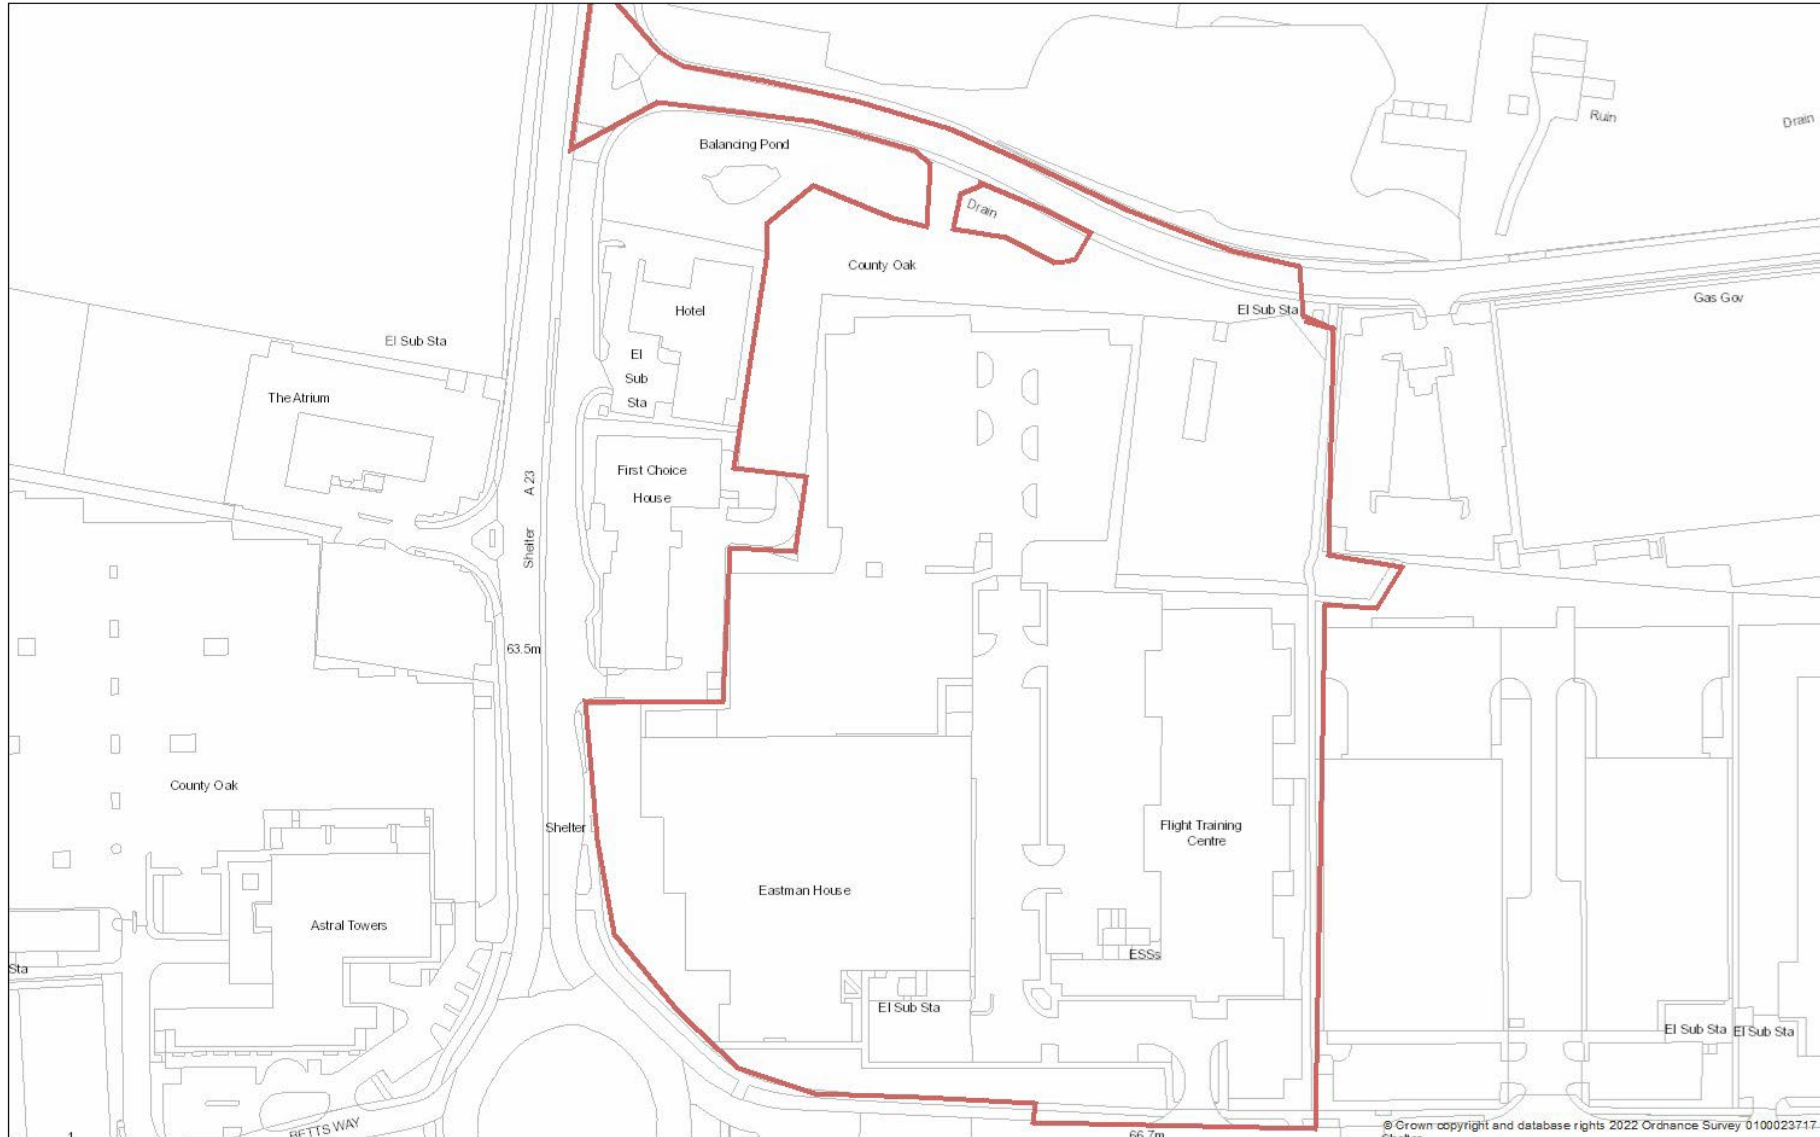 Ruin
Drain
Balancing Pond
Drain
County Oak
Gas Gov
Hotel
El Sub Sta
El Sub Sta
El
Sub
Sta
The Atrium
First Choice
House
A 23
Shelter
63.5m
County Oak
Shelter
Flight Training
Centre
Eastman House
Astral Towers
ESSs
Sta
El Sub Sta
El Sub Sta
El Sub Sta
BETTS WAY
66.7m
Shelter
© Crown copyright and database rights 2022 Ordnance Survey 0100023717